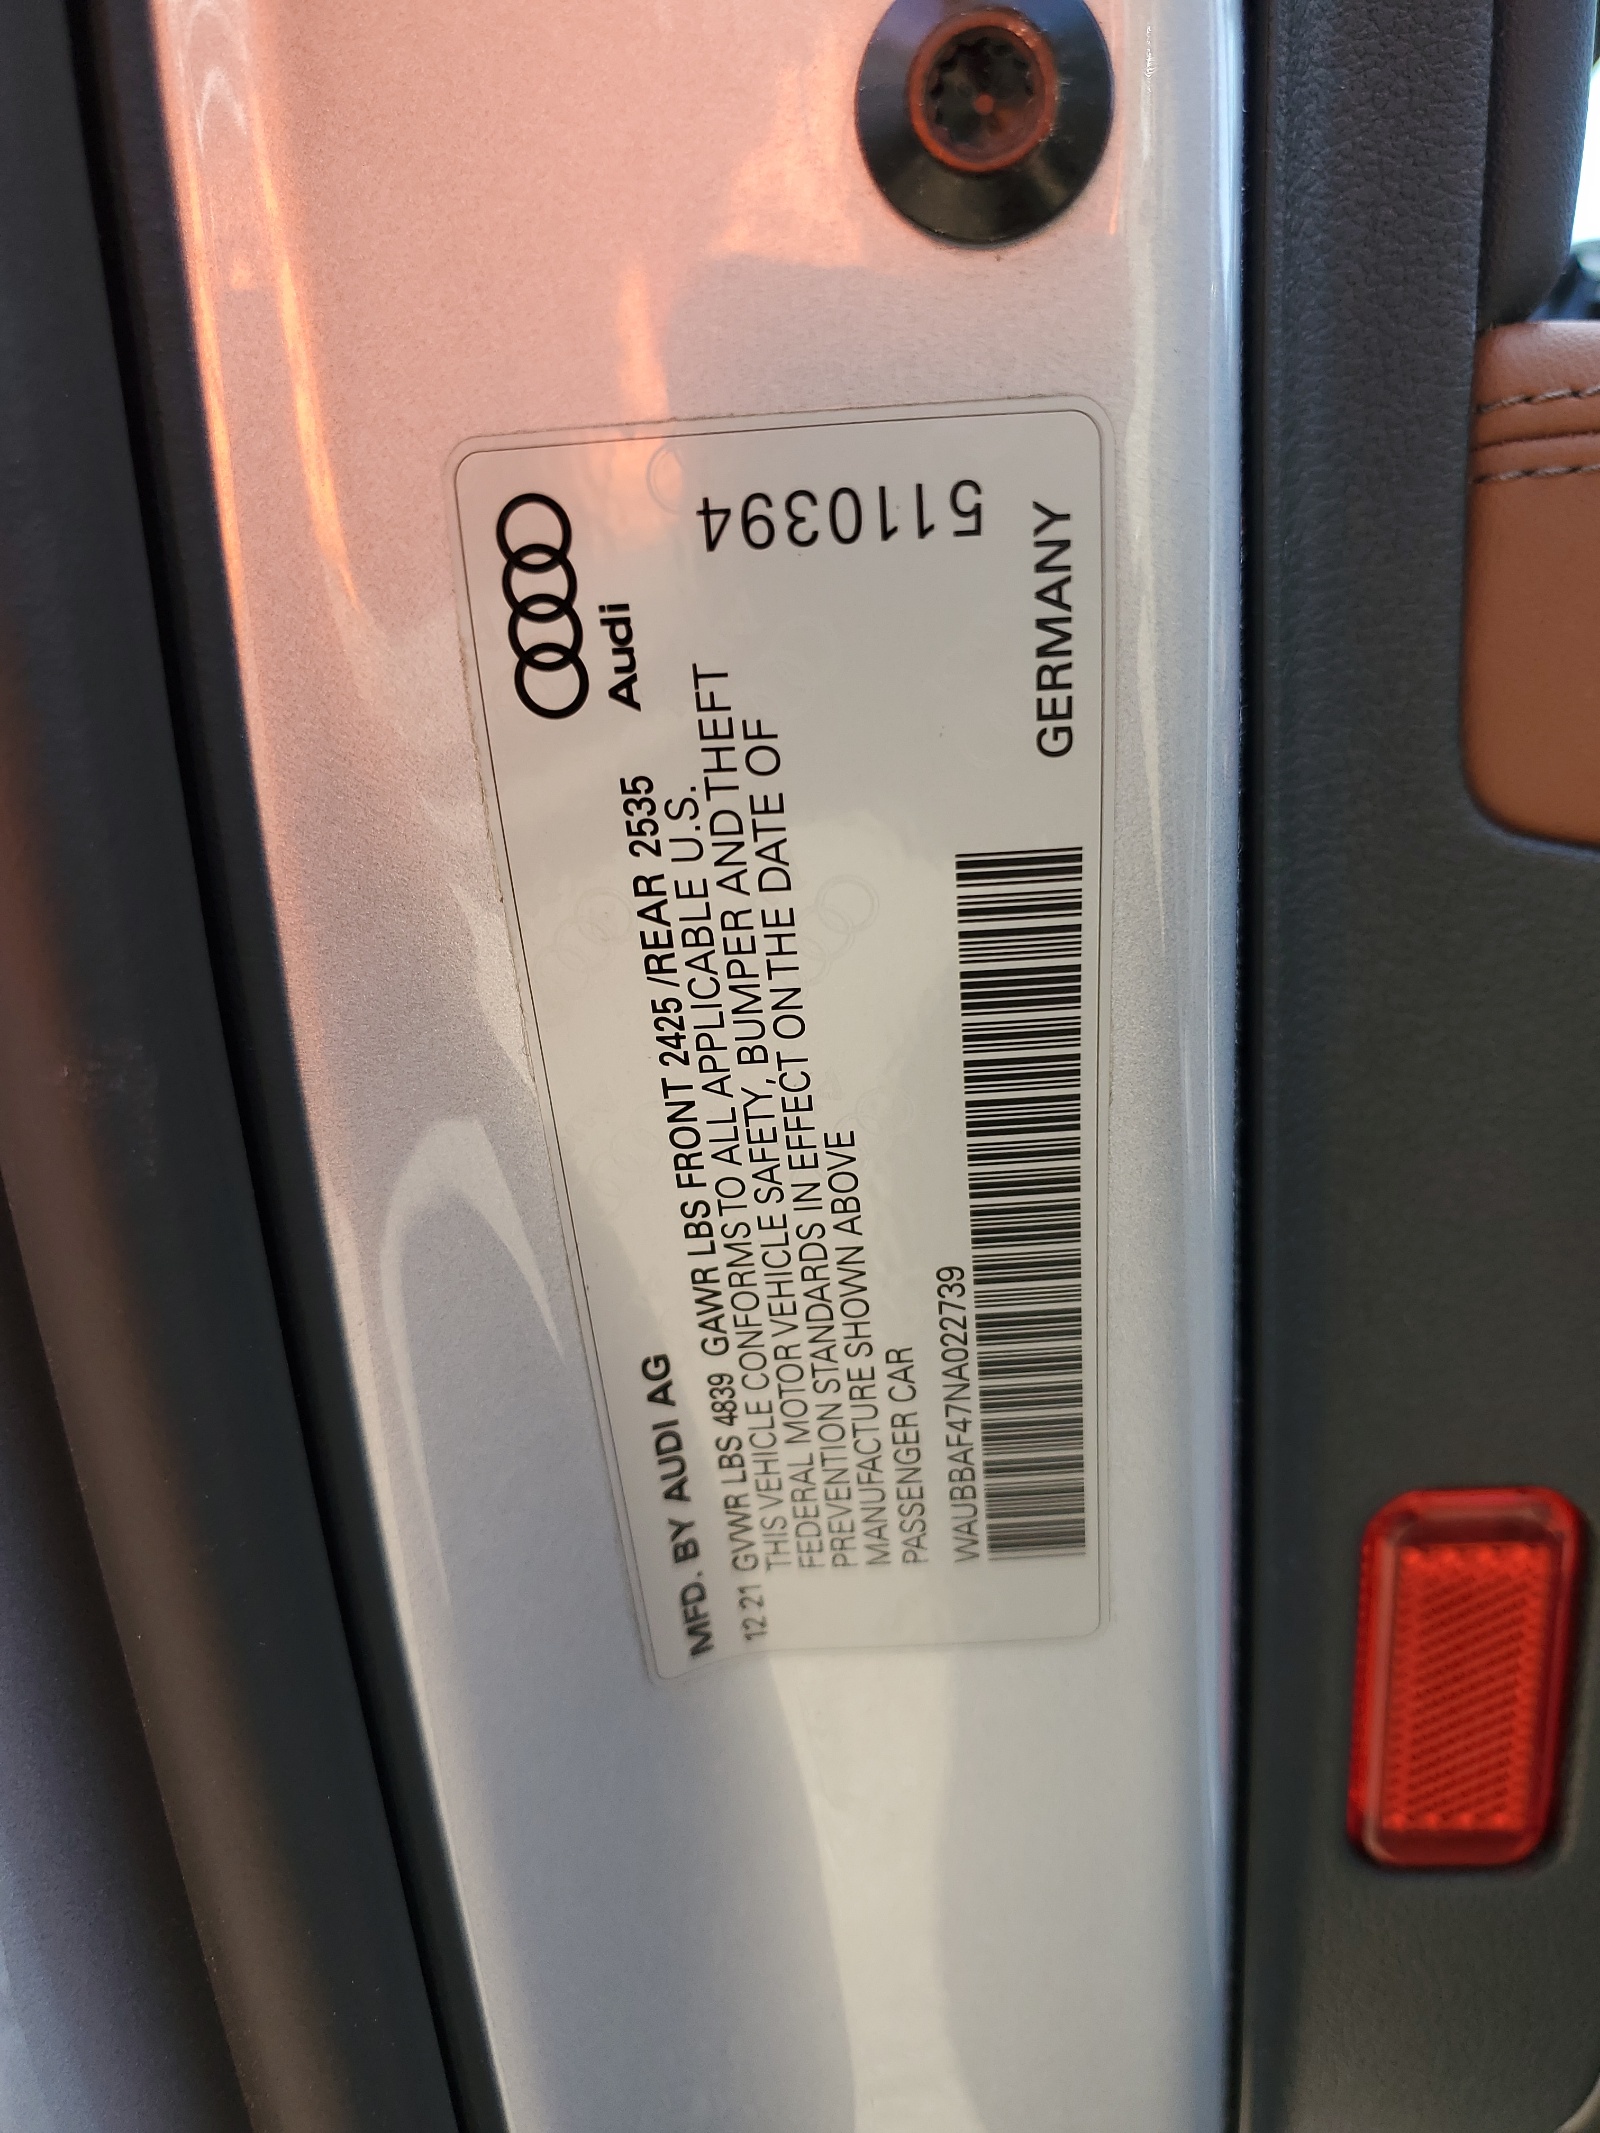 Audi
MFD. BY AUDI AG
12 21 GVWR LBS 4839 GAWR LBS FRONT 2425 /REAR 2535
THIS VEHICLE CONFORMS TO ALL APPLICABLE U.S.
FEDERAL MOTOR VEHICLE SAFETY, BUMPER AND THEFT
PREVENTION STANDARDS IN EFFECT ON THE DATE OF
MANUFACTURE SHOWN ABOVE
PASSENGER CAR
5110394
WAUBBAF47NA022739
GERMANY